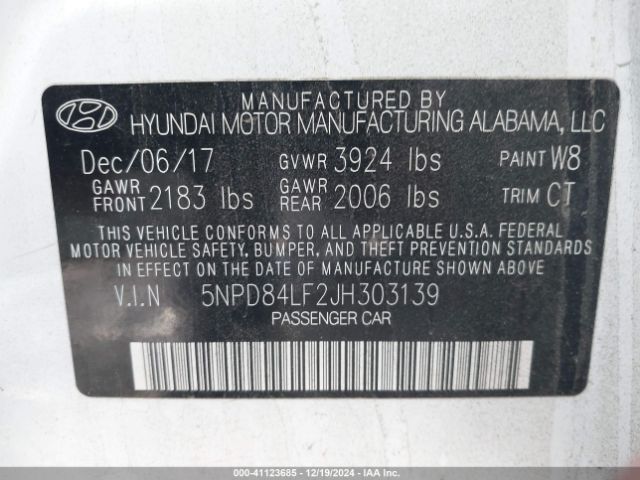 MANUFACTURED BY
HYUNDAI MOTOR MANUFACTURING ALABAMA, LLC
Dec/06/17 GVWR 3924 lbs PAINT W8
GAWR FRONT 2183 lbs GAWR REAR 2006 lbs TRIM CT
THIS VEHICLE CONFORMS TO ALL APPLICABLE U.S.A. FEDERAL
MOTOR VEHICLE SAFETY, BUMPER, AND THEFT PREVENTION STANDARDS
IN EFFECT ON THE DATE OF MANUFACTURE SHOWN ABOVE.
V.I.N 5NPD84LF2JH303139
PASSENGER CAR
000-41123685 - 12/19/2024 - IAA Inc.